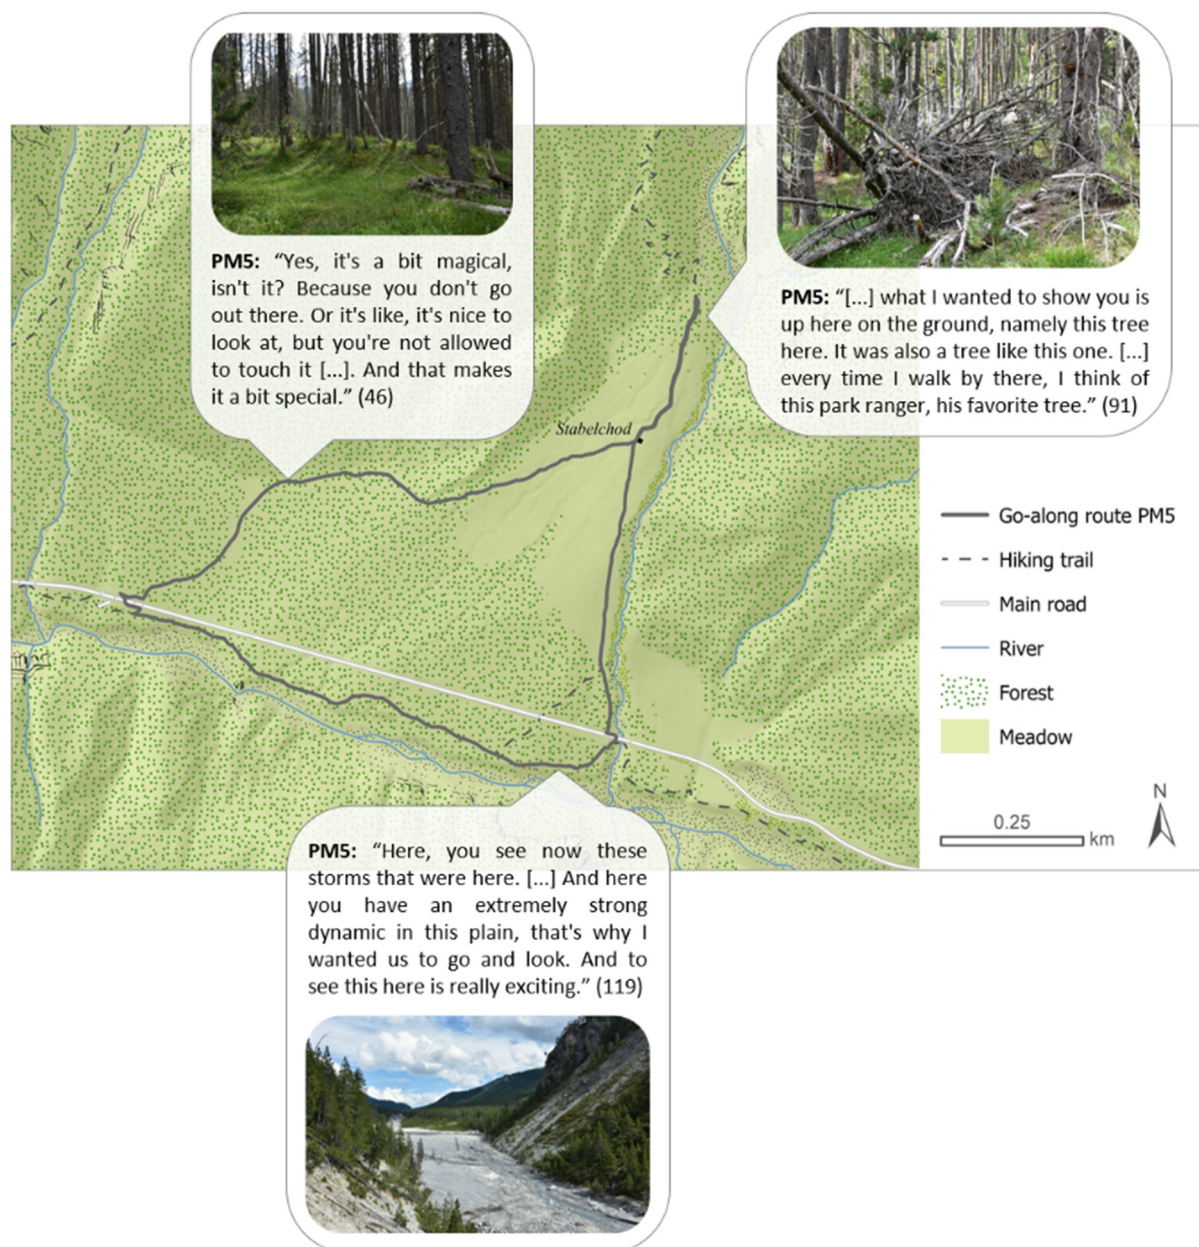 PM5: “Yes, it's a bit magical,
isn't it? Because you don't go
out there. Or it's like, it's nice to
look at, but you're not allowed
to touch it [...]. And that makes
it a bit special.” (46)
PM5: “[...] what I wanted to show you is
up here on the ground, namely this tree
here. It was also a tree like this one. [...]
every time I walk by there, I think of
this park ranger, his favorite tree.” (91)
Stabelchod
Go-along route PM5
Hiking trail
Main road
River
Forest
Meadow
0.25
km
N
PM5: “Here, you see now these
storms that were here. [...] And here
you have an extremely strong
dynamic in this plain, that's why I
wanted us to go and look. And to
see this here is really exciting.” (119)